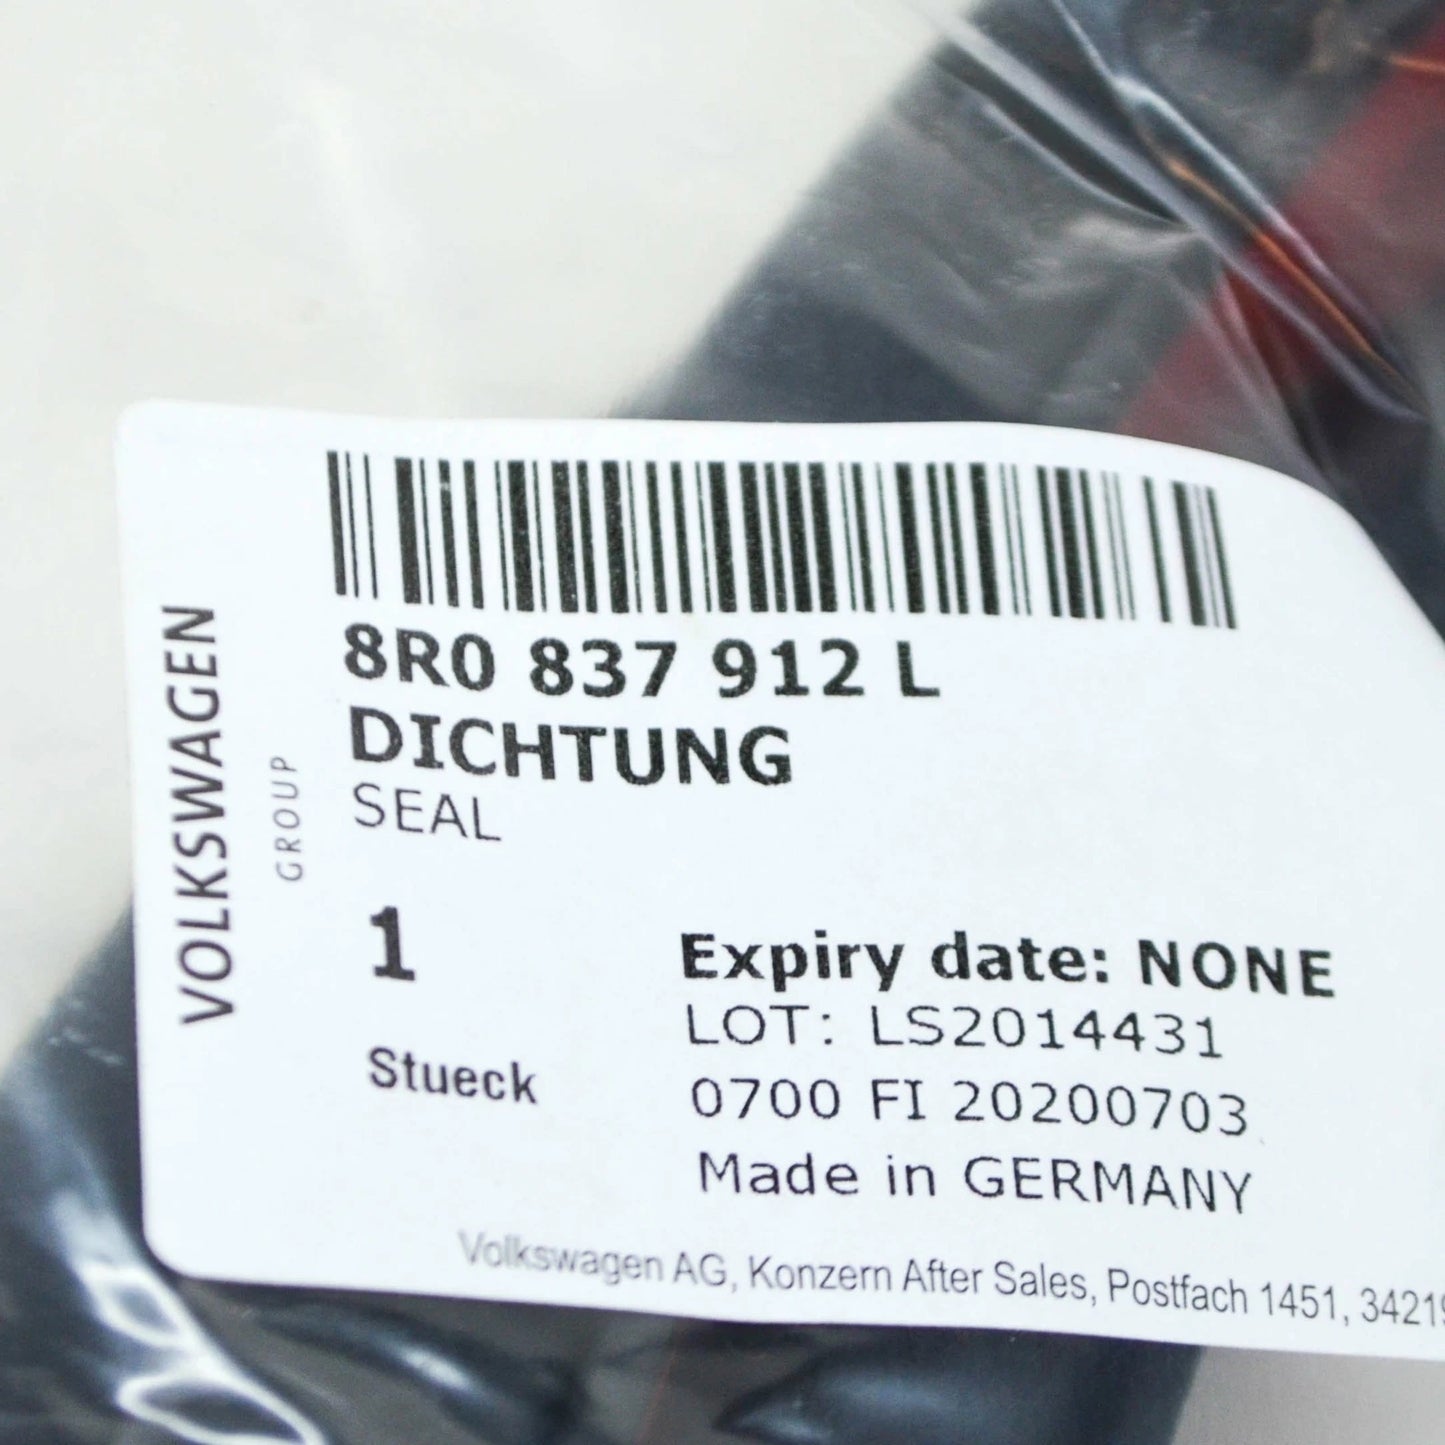 8R0 837 912 L
DICHTUNG
SEAL
VOLKSWAGEN
GROUP
1
Stueck
Expiry date: NONE
LOT: LS2014431
0700 FI 20200703
Made in GERMANY
Volkswagen AG, Konzern After Sales, Postfach 1451, 34219